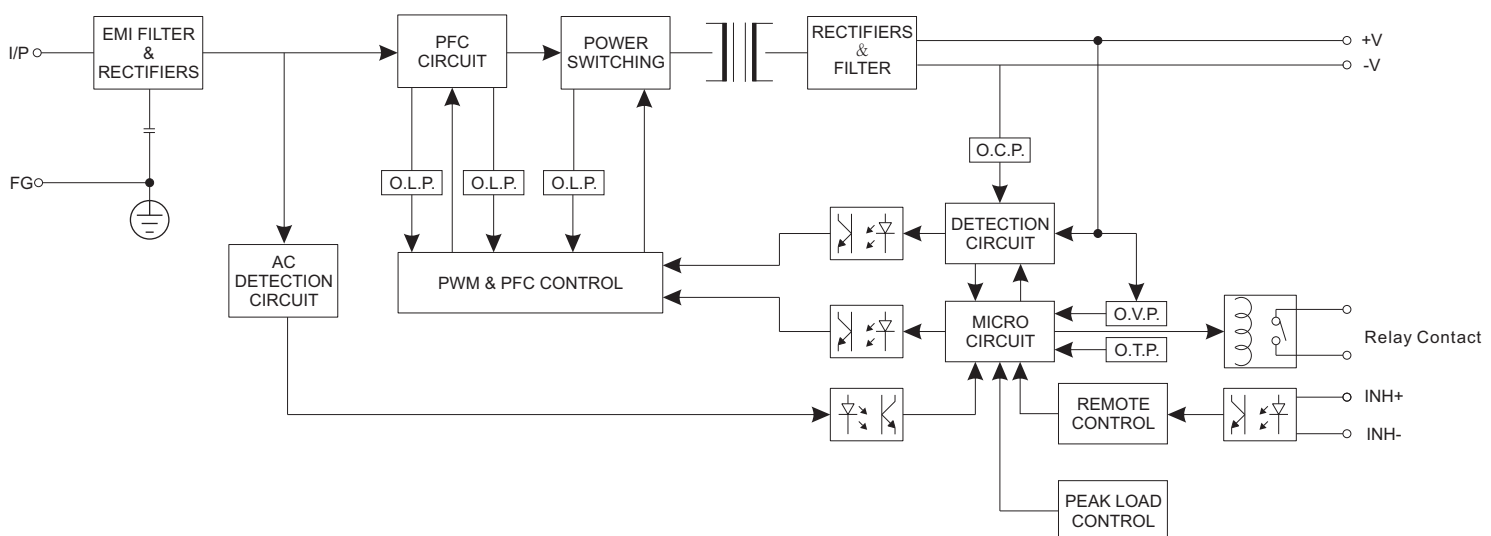 EMI FILTER
&
RECTIFIERS
PFC
CIRCUIT
POWER
SWITCHING
RECTIFIERS
&
FILTER
I/P
+V
-V
O.C.P.
FG
O.L.P.
O.L.P.
O.L.P.
DETECTION
CIRCUIT
AC
DETECTION
CIRCUIT
PWM & PFC CONTROL
MICRO
CIRCUIT
O.V.P.
O.T.P.
Relay Contact
REMOTE
CONTROL
INH+
INH-
PEAK LOAD
CONTROL